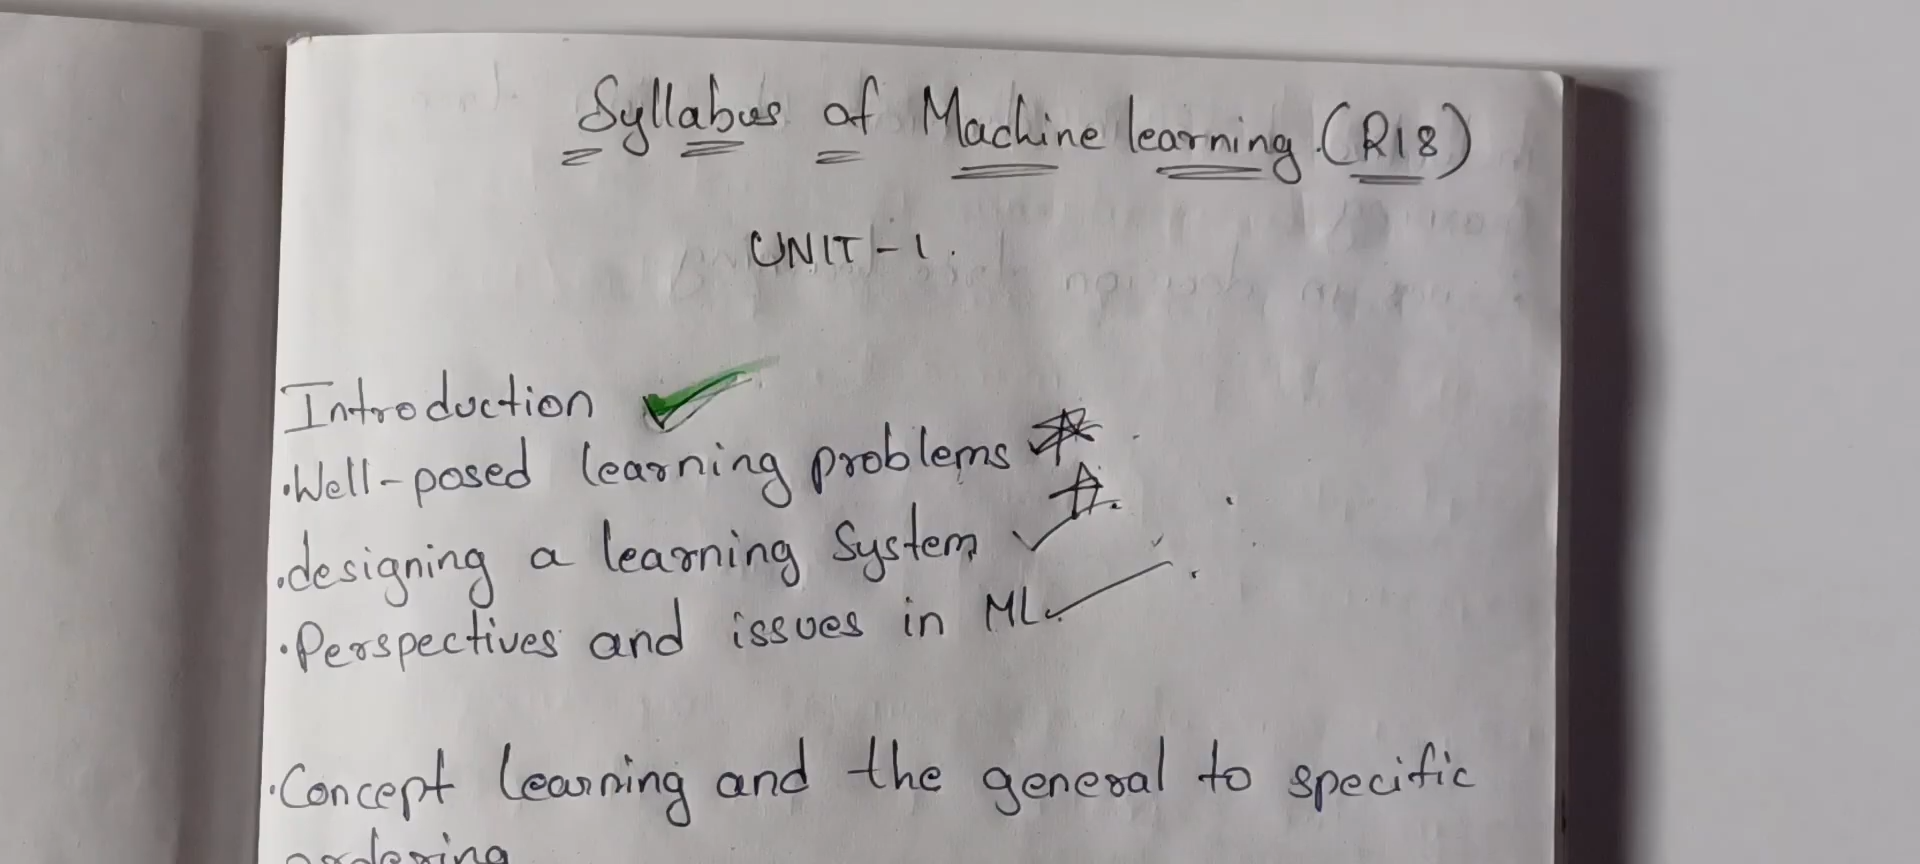 Syllabus of Machine learning (R18)
UNIT-1.
Introduction
.Well-posed learning problems
.designing a learning System
.Perspectives and issues in ML
.Concept learning and the general to specific
ordering